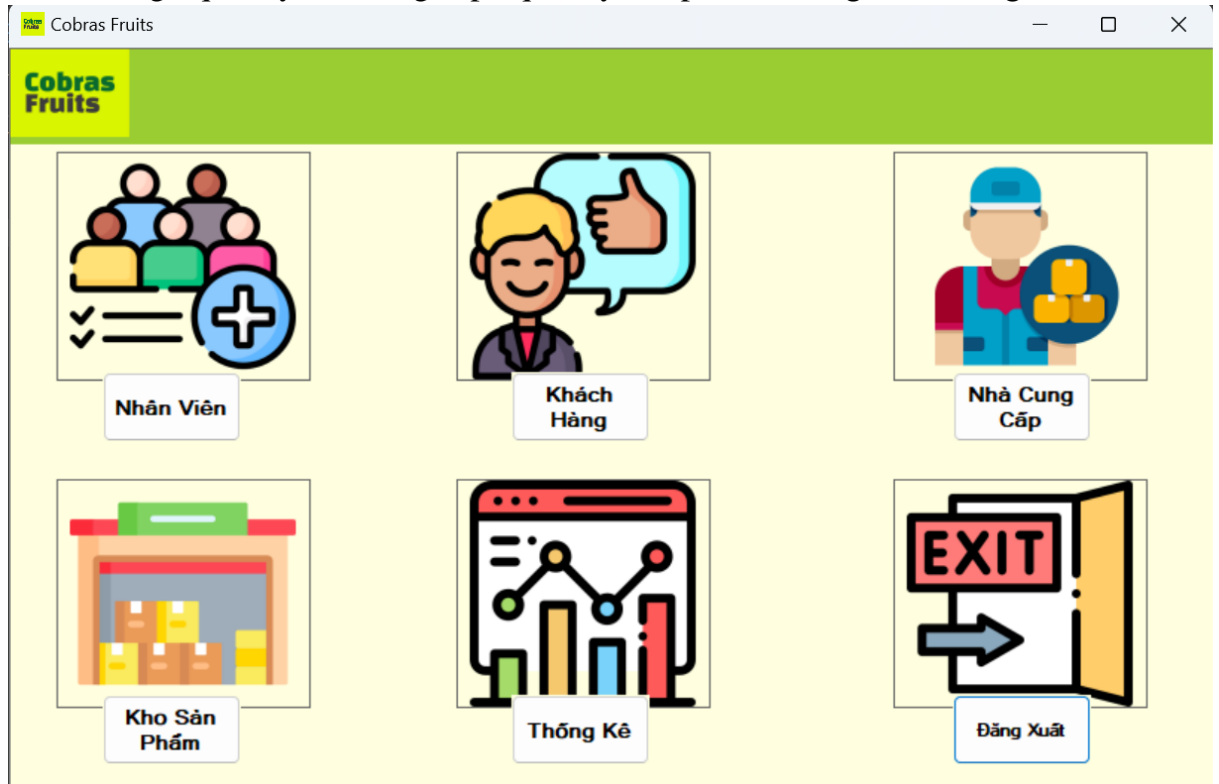 Cobras Fruits
Cobras
Fruits
Nhân Viên
Khách
Hàng
Nhà Cung
Cấp
EXIT
Kho Sản
Phẩm
Thống Kê
Đăng Xuất